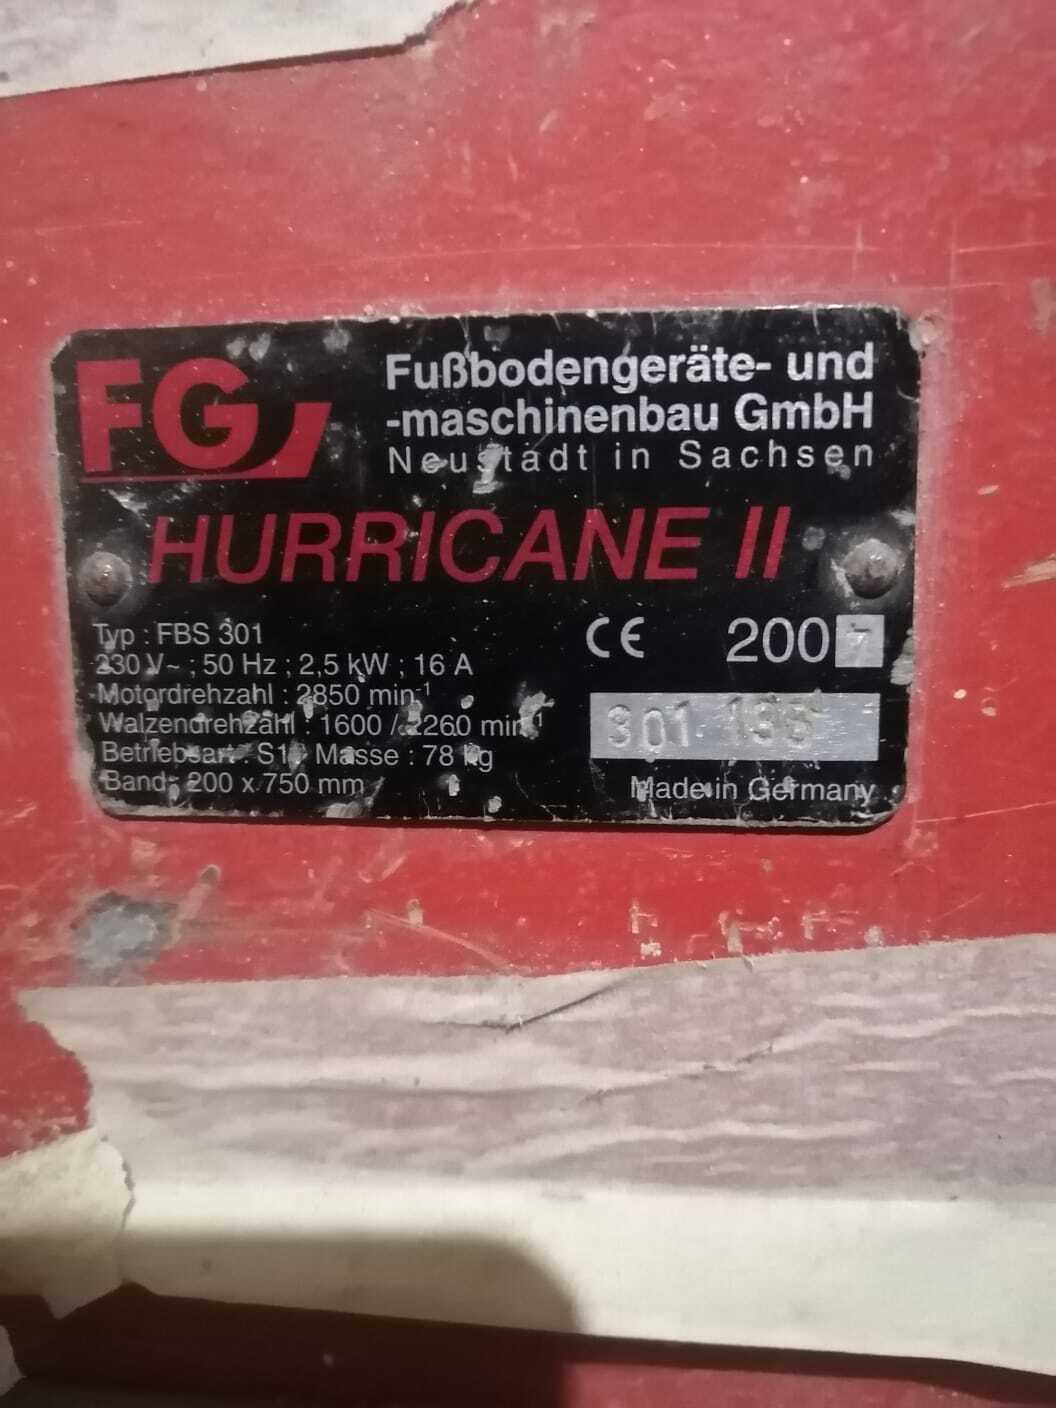 FG
Fußbodengeräte- und
-maschinenbau GmbH
Neustadt in Sachsen
HURRICANE II
Typ : FBS 301
230 V~ ; 50 Hz ; 2,5 kW ; 16 A
Motordrehzahl : 2850 min-¹
Walzendrehzahl : 1600 / 2260 min-¹
Betriebsart : S1 Masse : 78 kg
Band : 200 x 750 mm
CE 2007
301
Made in Germany